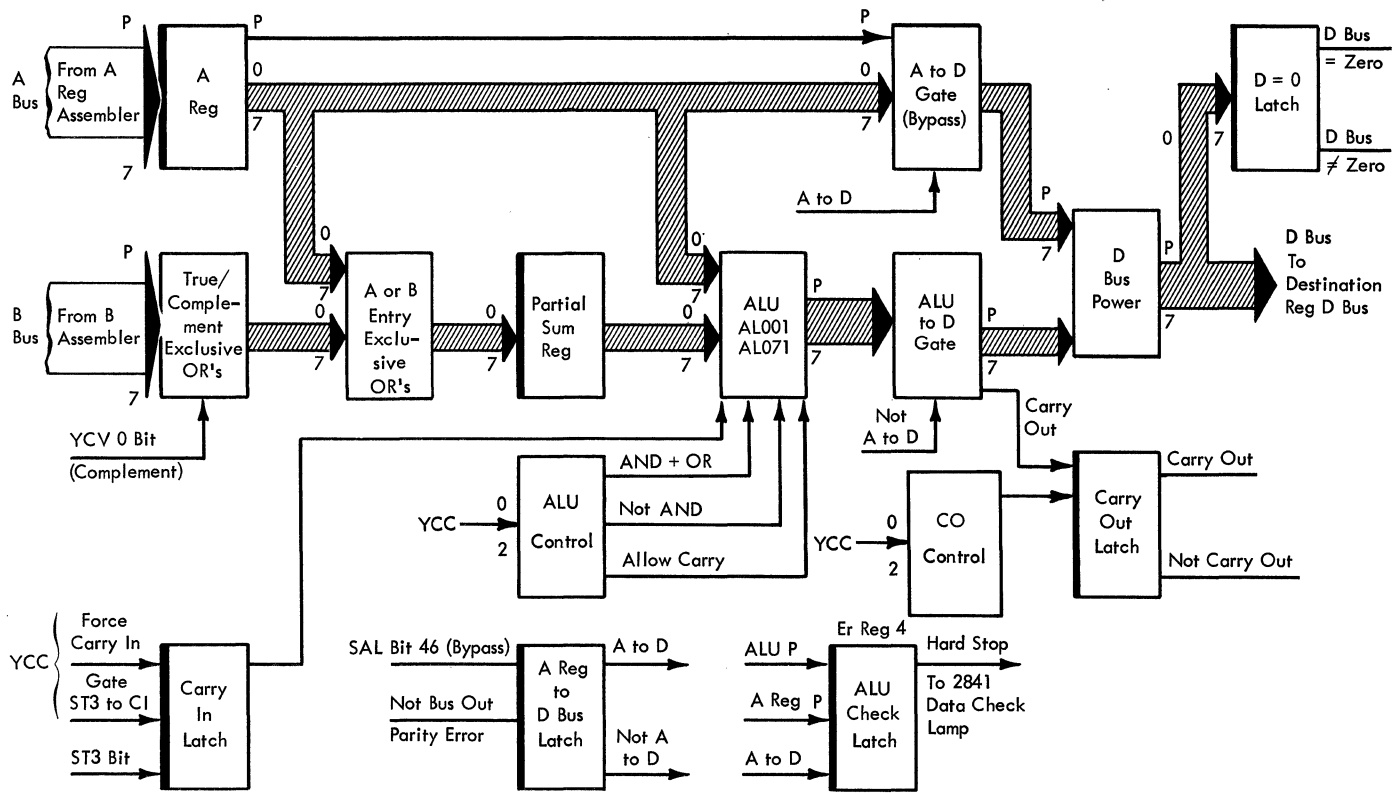 P
A
Bus
From A
Reg
Assembler
7
A
Reg
P
0
7
P
0
7
A to D
Gate
(Bypass)
A to D
D = 0
Latch
D Bus
= Zero
D Bus
≠ Zero
0
7
P
B
Bus
From B
Assembler
7
True/
Comple-
ment
Exclusive
OR's
YCV 0 Bit
(Complement)
0
7
0
7
A or B
Entry
Exclu-
sive
OR's
0
7
Partial
Sum
Reg
0
7
0
7
ALU
AL001
AL071
P
7
ALU
to D
Gate
Not
A to D
P
7
P
7
D
Bus
Power
P
7
D Bus
To
Destination
Reg D Bus
Carry
Out
YCC
0
2
ALU
Control
AND + OR
Not AND
Allow Carry
YCC
0
2
CO
Control
Carry
Out
Latch
Carry Out
Not Carry Out
YCC
Force
Carry In
Gate
ST3 to CI
ST3 Bit
Carry
In
Latch
SAL Bit 46 (Bypass)
Not Bus Out
Parity Error
A Reg
to
D Bus
Latch
A to D
Not A
to D
Er Reg 4
ALU P
A Reg P
A to D
ALU
Check
Latch
Hard Stop
To 2841
Data Check
Lamp